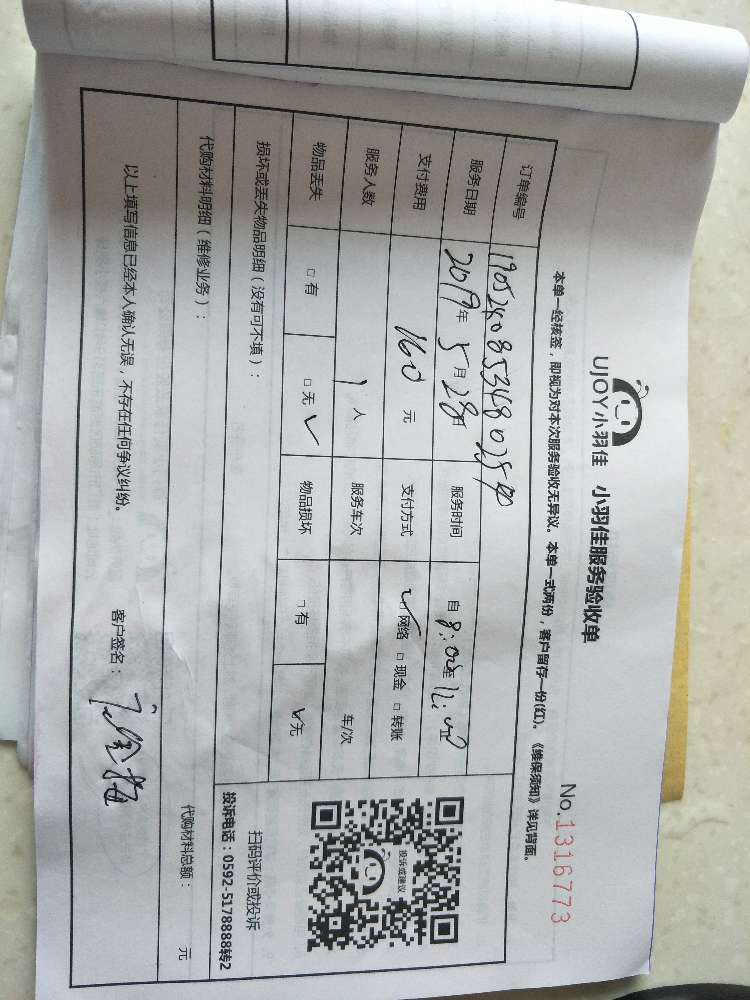 UJOY小羽佳 小羽佳服务验收单
No.1316773
本单一经核签，即视为对本次服务验收无异议。本单一式两份，客户留存一份(红)。《维保须知》详见背面。
订单编号
服务日期 2019年 5月 28日 服务时间 自 8:00至
支付费用 160 元 支付方式 ☑网络 □现金 □转账
服务人数 1 人 服务车次 车/次
物品丢失 □有 □无 ✓ 物品损坏 □有 ☑无
损坏或丢失物品明细（没有可不填）：
投诉或建议
扫码评价或投诉
投诉电话：0592-5178888转2
代购材料明细（维修业务）：
代购材料总额： 元
以上填写信息已经本人确认无误，不存在任何争议纠纷。 客户签名：